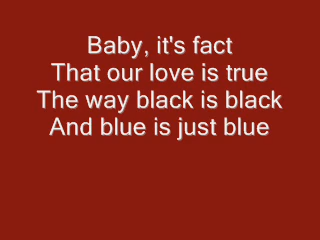 Baby, it's fact
That our love is true
The way black is black
And blue is just blue